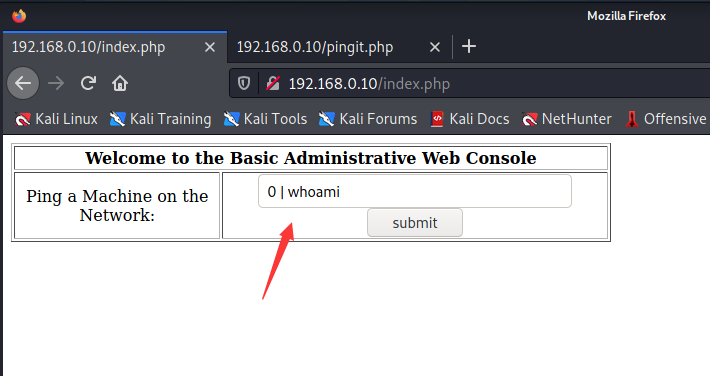 Mozilla Firefox
192.168.0.10/index.php
192.168.0.10/pingit.php
192.168.0.10/index.php
Kali Linux Kali Training Kali Tools Kali Forums Kali Docs NetHunter Offensive
Welcome to the Basic Administrative Web Console
Ping a Machine on the
Network:
0 | whoami
submit